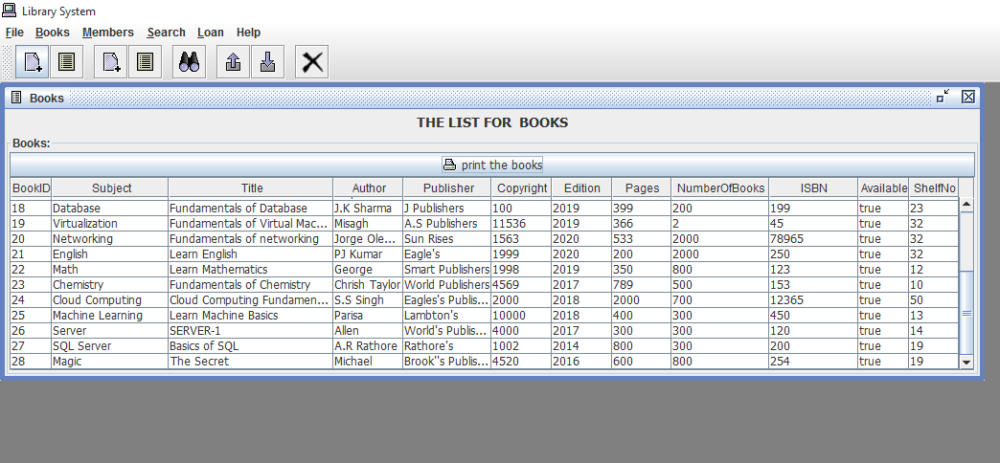 Library System
File Books Members Search Loan Help
Books
THE LIST FOR BOOKS
Books:
print the books
BookID Subject Title Author Publisher Copyright Edition Pages NumberOfBooks ISBN Available ShelfNo
18 Database Fundamentals of Database J.K Sharma J Publishers 100 2019 399 200 199 true 23
19 Virtualization Fundamentals of Virtual Mac... Misagh A.S Publishers 11536 2019 366 2 45 true 32
20 Networking Fundamentals of networking Jorge Ole... Sun Rises 1563 2020 533 2000 78965 true 32
21 English Learn English PJ Kumar Eagle's 1999 2020 200 2000 250 true 32
22 Math Learn Mathematics George Smart Publishers 1998 2019 350 800 123 true 12
23 Chemistry Fundamentals of Chemistry Chrish Taylor World Publishers 4569 2017 789 500 153 true 10
24 Cloud Computing Cloud Computing Fundamen... S.S Singh Eagles's Publis... 2000 2018 2000 700 12365 true 50
25 Machine Learning Learn Machine Basics Parisa Lambton's 10000 2018 400 300 450 true 13
26 Server SERVER-1 Allen World's Publis... 4000 2017 300 300 120 true 14
27 SQL Server Basics of SQL A.R Rathore Rathore's 1002 2014 800 300 200 true 19
28 Magic The Secret Michael Brook"s Publis... 4520 2016 600 800 254 true 19